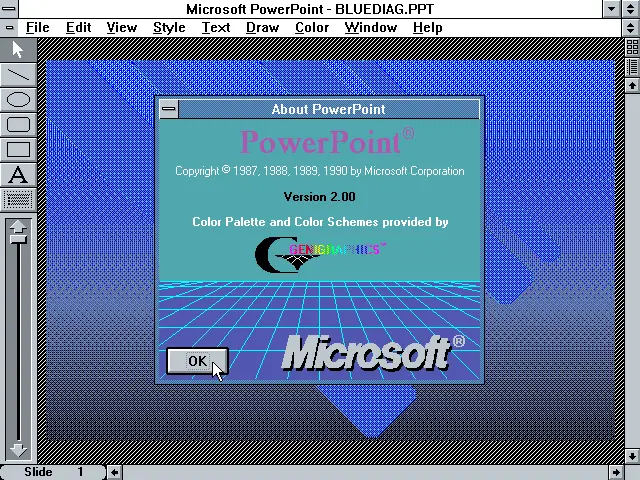 Microsoft PowerPoint - BLUEDIAG.PPT
File Edit View Style Text Draw Color Window Help
A
About PowerPoint
PowerPoint®
Copyright © 1987, 1988, 1989, 1990 by Microsoft Corporation
Version 2.00
Color Palette and Color Schemes provided by
GENIGRAPHICS™
Microsoft®
OK
Slide 1